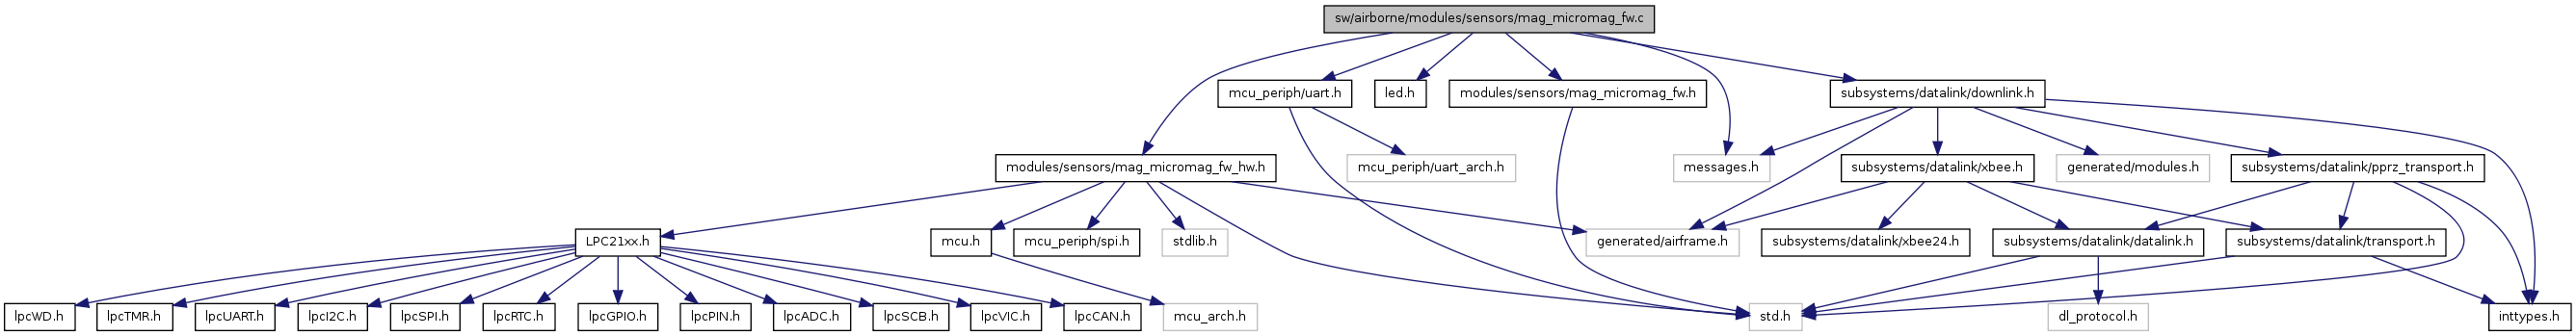 sw/airborne/modules/sensors/mag_micromag_fw.c
mcu_periph/uart.h
led.h
modules/sensors/mag_micromag_fw.h
subsystems/datalink/downlink.h
modules/sensors/mag_micromag_fw_hw.h
mcu_periph/uart_arch.h
messages.h
subsystems/datalink/xbee.h
generated/modules.h
subsystems/datalink/pprz_transport.h
LPC21xx.h
mcu.h
mcu_periph/spi.h
stdlib.h
generated/airframe.h
subsystems/datalink/xbee24.h
subsystems/datalink/datalink.h
subsystems/datalink/transport.h
lpcWD.h
lpcTMR.h
lpcUART.h
lpcI2C.h
lpcSPI.h
lpcRTC.h
lpcGPIO.h
lpcPIN.h
lpcADC.h
lpcSCB.h
lpcVIC.h
lpcCAN.h
mcu_arch.h
std.h
dl_protocol.h
inttypes.h